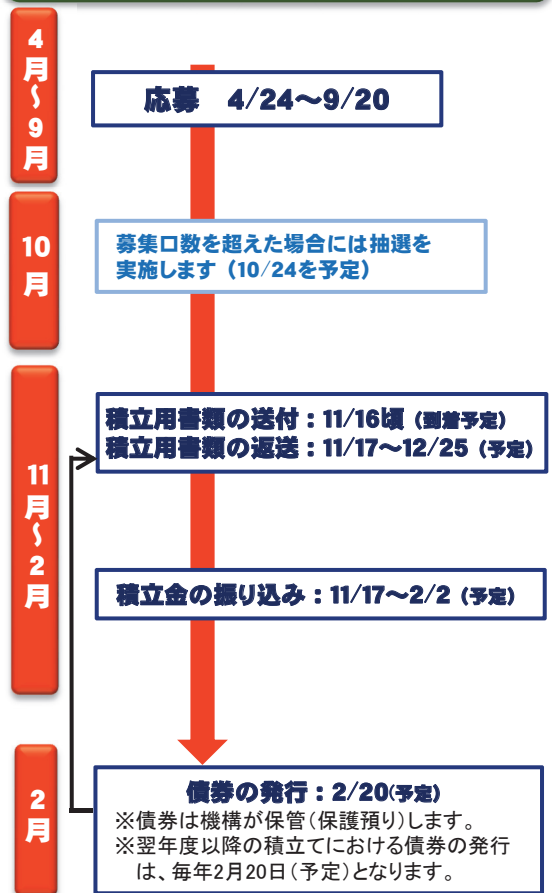 4月～9月
応募　4/24～9/20
10月
募集口数を超えた場合には抽選を
実施します（10/24を予定）
11月～2月
積立用書類の送付：11/16頃（到着予定）
積立用書類の返送：11/17～12/25（予定）
積立金の振り込み：11/17～2/2（予定）
2月
債券の発行：2/20(予定)
※債券は機構が保管（保護預り）します。
※翌年度以降の積立てにおける債券の発行
は、毎年2月20日（予定）となります。